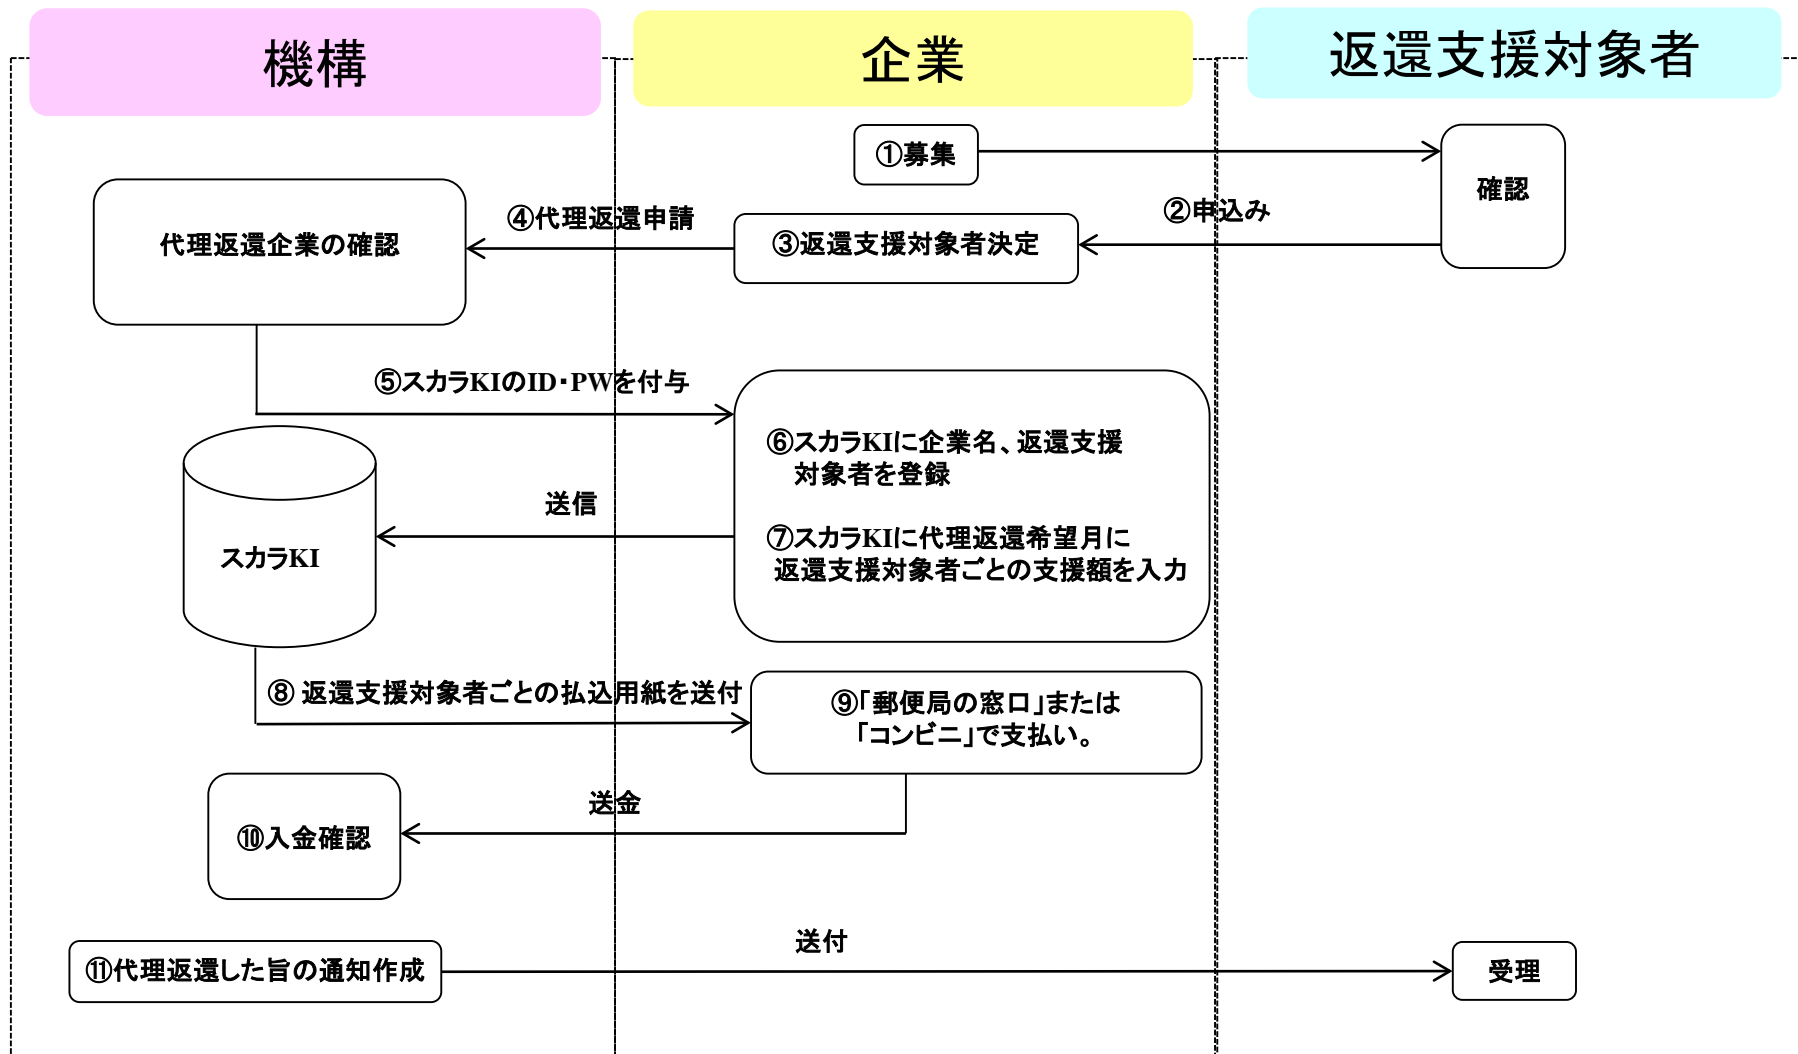 機構
企業
返還支援対象者
①募集
確認
②申込み
③返還支援対象者決定
④代理返還申請
代理返還企業の確認
⑤スカラKIのID・PWを付与
⑥スカラKIに企業名、返還支援
対象者を登録
⑦スカラKIに代理返還希望月に
返還支援対象者ごとの支援額を入力
送信
スカラKI
⑧ 返還支援対象者ごとの払込用紙を送付
⑨「郵便局の窓口」または
「コンビニ」で支払い。
送金
⑩入金確認
⑪代理返還した旨の通知作成
送付
受理